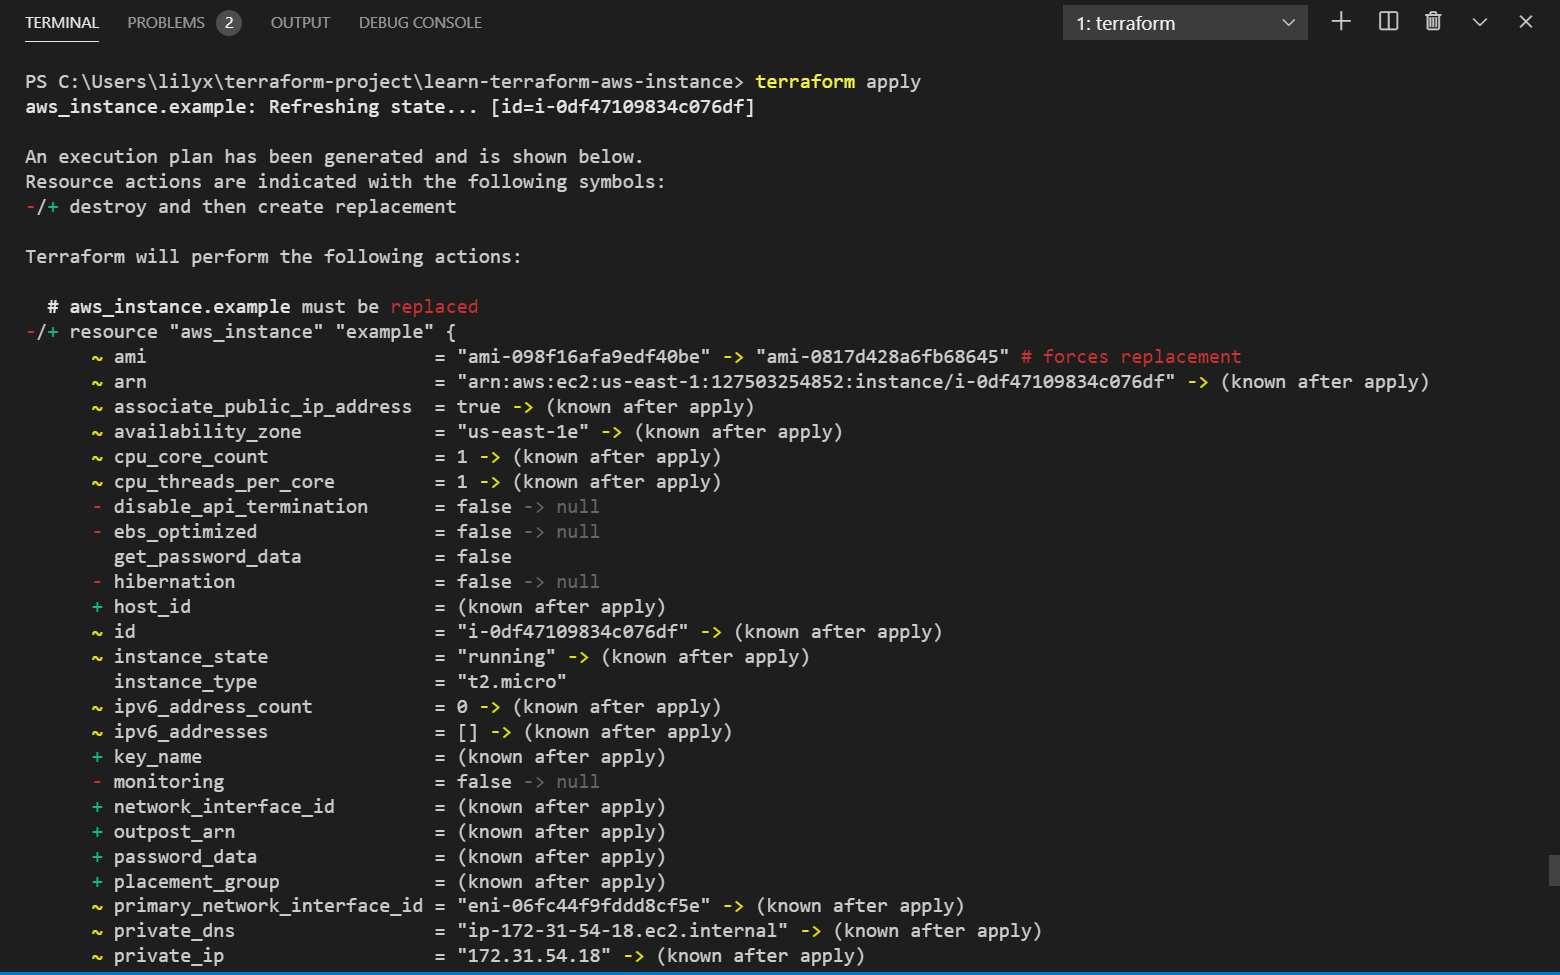 TERMINAL PROBLEMS 2 OUTPUT DEBUG CONSOLE 1: terraform
PS C:\Users\lilyx\terraform-project\learn-terraform-aws-instance> terraform apply
aws_instance.example: Refreshing state... [id=i-0df47109834c076df]
An execution plan has been generated and is shown below.
Resource actions are indicated with the following symbols:
-/+ destroy and then create replacement
Terraform will perform the following actions:
# aws_instance.example must be replaced
-/+ resource "aws_instance" "example" {
~ ami = "ami-098f16afa9edf40be" -> "ami-0817d428a6fb68645" # forces replacement
~ arn = "arn:aws:ec2:us-east-1:127503254852:instance/i-0df47109834c076df" -> (known after apply)
~ associate_public_ip_address = true -> (known after apply)
~ availability_zone = "us-east-1e" -> (known after apply)
~ cpu_core_count = 1 -> (known after apply)
~ cpu_threads_per_core = 1 -> (known after apply)
- disable_api_termination = false -> null
- ebs_optimized = false -> null
get_password_data = false
- hibernation = false -> null
+ host_id = (known after apply)
~ id = "i-0df47109834c076df" -> (known after apply)
~ instance_state = "running" -> (known after apply)
instance_type = "t2.micro"
~ ipv6_address_count = 0 -> (known after apply)
~ ipv6_addresses = [] -> (known after apply)
+ key_name = (known after apply)
- monitoring = false -> null
+ network_interface_id = (known after apply)
+ outpost_arn = (known after apply)
+ password_data = (known after apply)
+ placement_group = (known after apply)
~ primary_network_interface_id = "eni-06fc44f9fddd8cf5e" -> (known after apply)
~ private_dns = "ip-172-31-54-18.ec2.internal" -> (known after apply)
~ private_ip = "172.31.54.18" -> (known after apply)